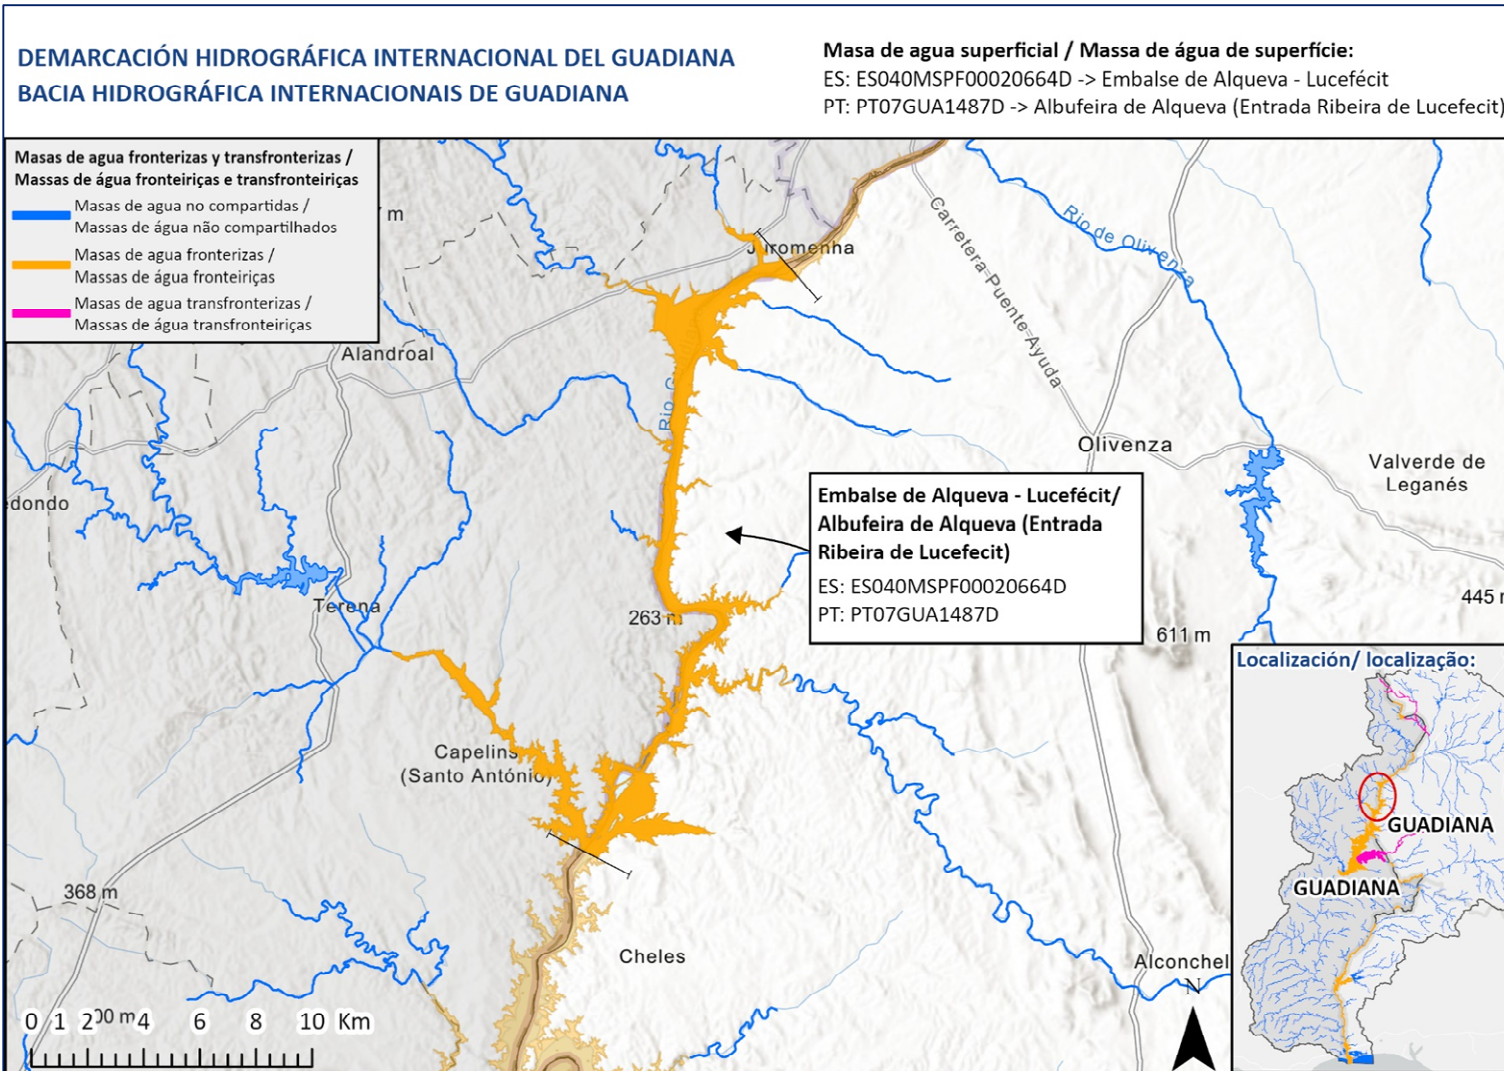 DEMARCACIÓN HIDROGRÁFICA INTERNACIONAL DEL GUADIANA
BACIA HIDROGRÁFICA INTERNACIONAIS DE GUADIANA
Masa de agua superficial / Massa de água de superfície:
ES: ES040MSPF00020664D -> Embalse de Alqueva - Lucefécit
PT: PT07GUA1487D -> Albufeira de Alqueva (Entrada Ribeira de Lucefecit)
Masas de agua fronterizas y transfronterizas /
Massas de água fronteiriças e transfronteiriças
Masas de agua no compartidas /
Massas de água não compartilhados
Masas de agua fronterizas /
Massas de água fronteiriças
Masas de agua transfronterizas /
Massas de água transfronteiriças
m
Juromenha
Rio de Olivenza
Carretera-Puente-Ayuda
Alandroal
Rio G
Olivenza
Valverde de
Leganés
edondo
Embalse de Alqueva - Lucefécit/
Albufeira de Alqueva (Entrada
Ribeira de Lucefecit)
ES: ES040MSPF00020664D
PT: PT07GUA1487D
Terena
263 m
445 m
611 m
Localización/ localização:
Capelins
(Santo António)
GUADIANA
GUADIANA
368 m
Cheles
Alconchel
N
00 m
0 1 2 4 6 8 10 Km